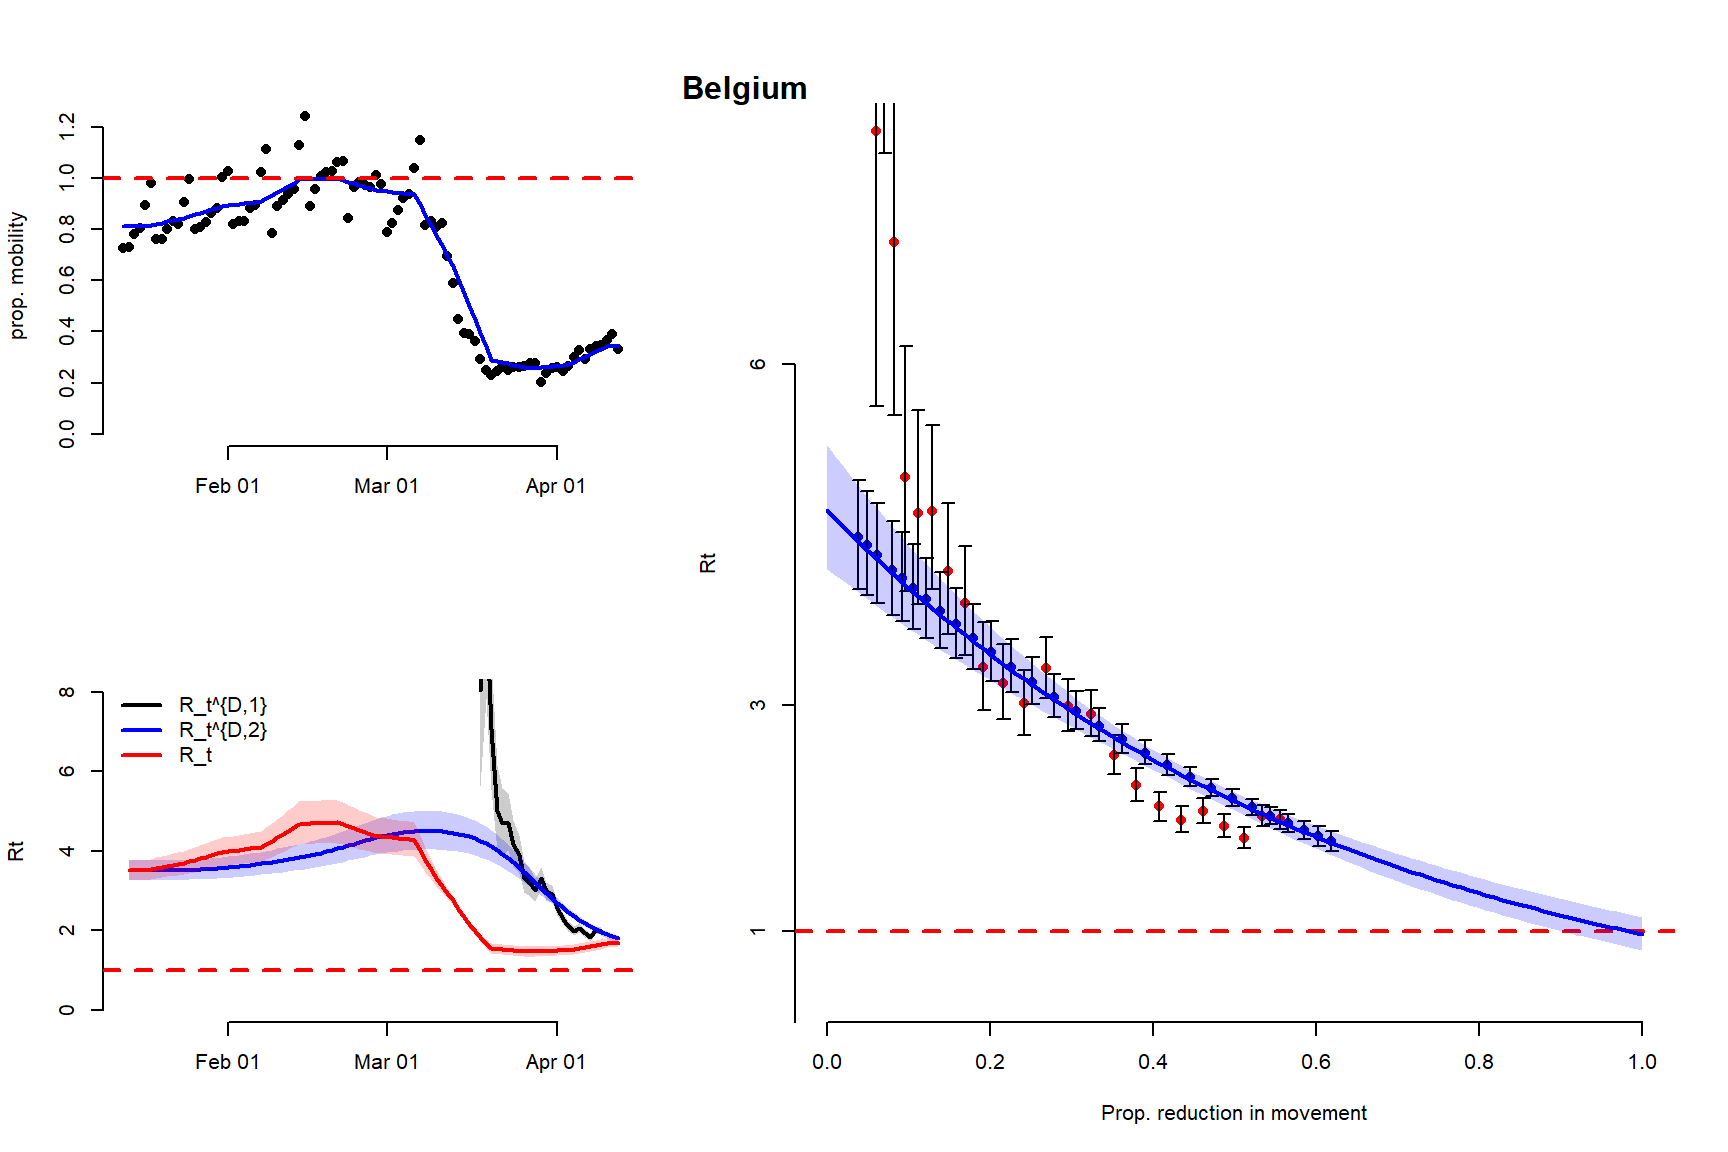 Belgium
prop. mobility
1.2
1.0
0.8
0.6
0.4
0.2
0.0
Feb 01 Mar 01 Apr 01
Rt
8
6
4
2
0
R_t^{D,1}
R_t^{D,2}
R_t
Feb 01 Mar 01 Apr 01
Rt
6
3
1
0.0 0.2 0.4 0.6 0.8 1.0
Prop. reduction in movement